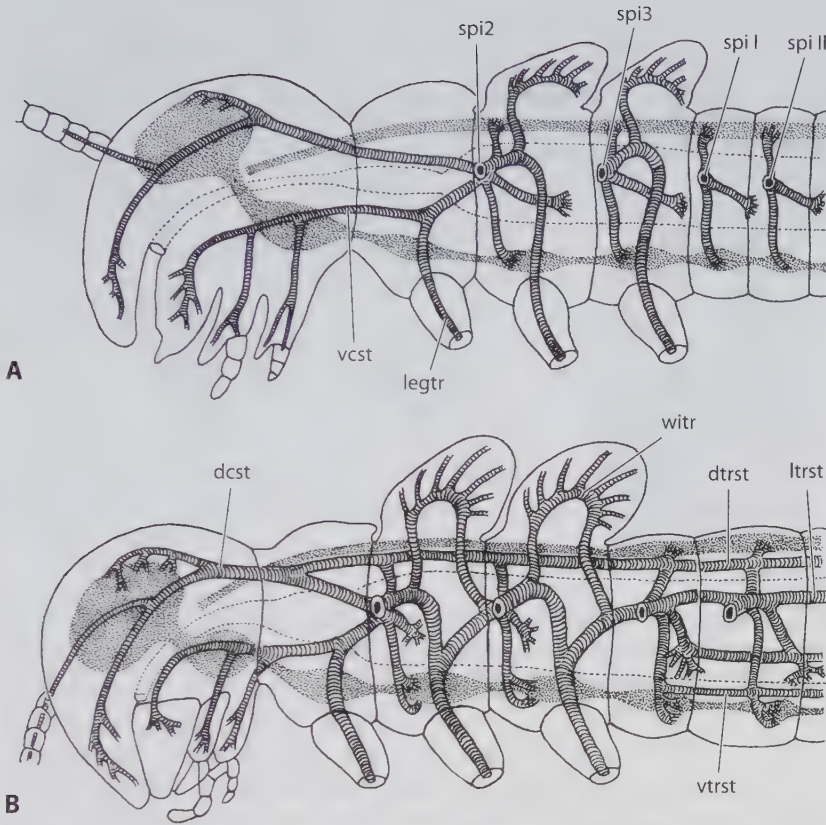 spi2
spi3
spi I
spi II
vcst
legtr
A
witr
dcst
dtrst
ltrst
vtrst
B